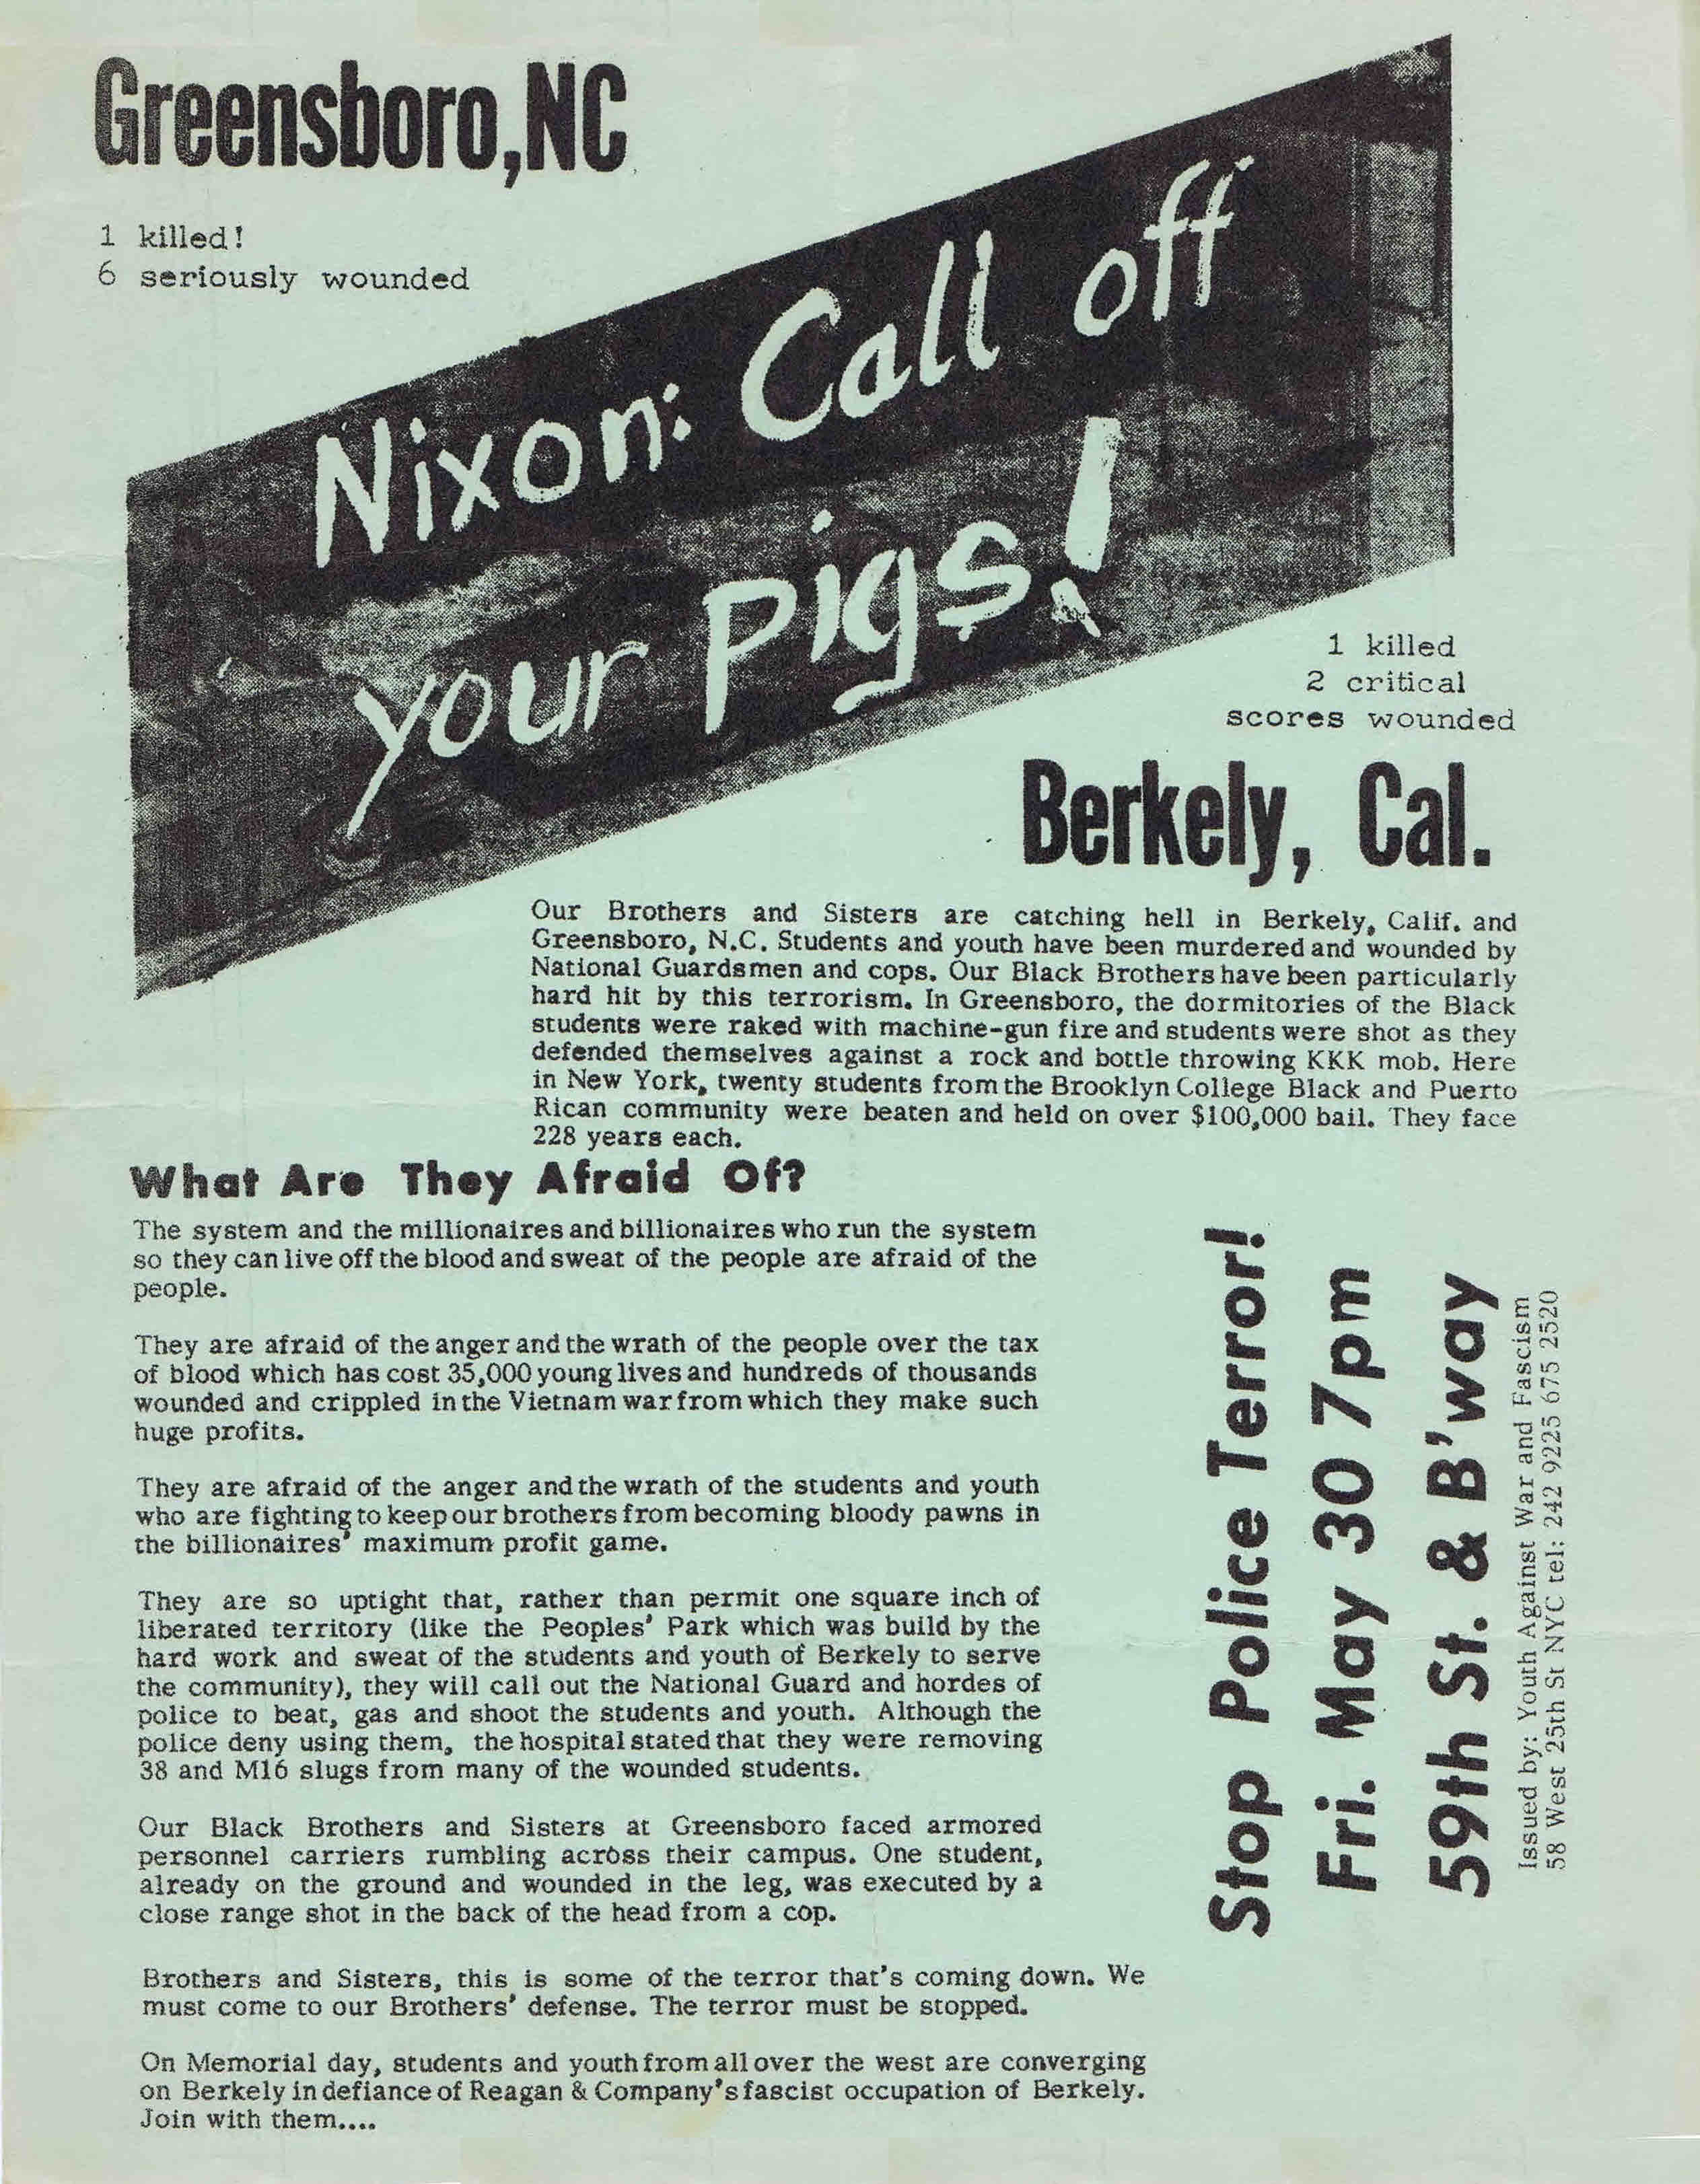 Greensboro, NC
1 killed!
6 seriously wounded
Nixon: Call off
your pigs!
1 killed
2 critical
scores wounded
Berkely, Cal.
Our Brothers and Sisters are catching hell in Berkely, Calif. and
Greensboro, N.C. Students and youth have been murdered and wounded by
National Guardsmen and cops. Our Black Brothers have been particularly
hard hit by this terrorism. In Greensboro, the dormitories of the Black
students were raked with machine-gun fire and students were shot as they
defended themselves against a rock and bottle throwing KKK mob. Here
in New York, twenty students from the Brooklyn College Black and Puerto
Rican community were beaten and held on over $100,000 bail. They face
228 years each.
What Are They Afraid Of?
The system and the millionaires and billionaires who run the system
so they can live off the blood and sweat of the people are afraid of the
people.
They are afraid of the anger and the wrath of the people over the tax
of blood which has cost 35,000 young lives and hundreds of thousands
wounded and crippled in the Vietnam war from which they make such
huge profits.
They are afraid of the anger and the wrath of the students and youth
who are fighting to keep our brothers from becoming bloody pawns in
the billionaires' maximum profit game.
They are so uptight that, rather than permit one square inch of
liberated territory (like the Peoples' Park which was build by the
hard work and sweat of the students and youth of Berkely to serve
the community), they will call out the National Guard and hordes of
police to beat, gas and shoot the students and youth. Although the
police deny using them, the hospital stated that they were removing
38 and M16 slugs from many of the wounded students.
Our Black Brothers and Sisters at Greensboro faced armored
personnel carriers rumbling across their campus. One student,
already on the ground and wounded in the leg, was executed by a
close range shot in the back of the head from a cop.
Brothers and Sisters, this is some of the terror that's coming down. We
must come to our Brothers' defense. The terror must be stopped.
On Memorial day, students and youth from all over the west are converging
on Berkely in defiance of Reagan & Company's fascist occupation of Berkely.
Join with them....
Stop Police Terror!
Fri. May 30 7pm
59th St. & B'way
Issued by: Youth Against War and Fascism
58 West 25th St NYC tel: 242 9225 675 2520